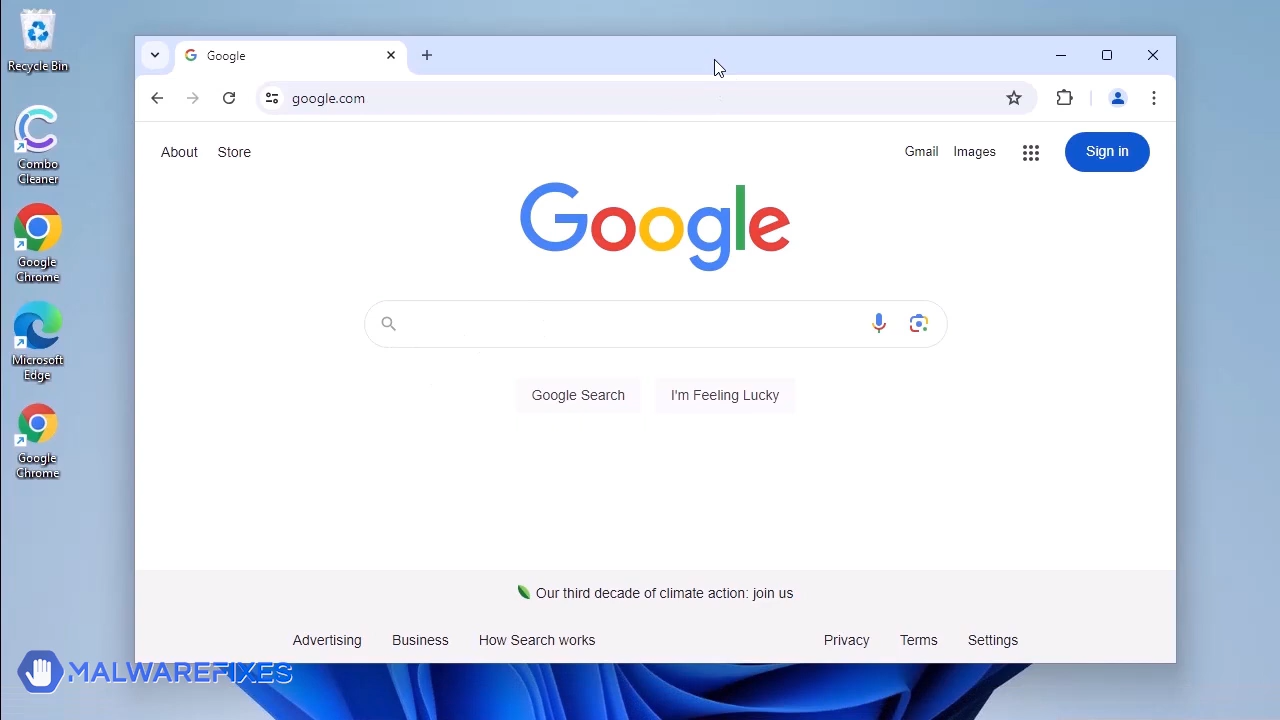 Recycle Bin
Combo
Cleaner
Google
Chrome
Microsoft
Edge
Google
Chrome
Google
google.com
About Store
Gmail Images Sign in
Google
Google Search I'm Feeling Lucky
Our third decade of climate action: join us
Advertising Business How Search works Privacy Terms Settings
MALWAREFIXES